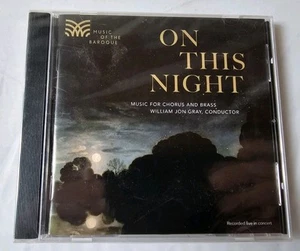 MUSIC
OF THE
BAROQUE
ON
THIS
NIGHT
MUSIC FOR CHORUS AND BRASS
WILLIAM JON GRAY, CONDUCTOR
Recorded live in concert